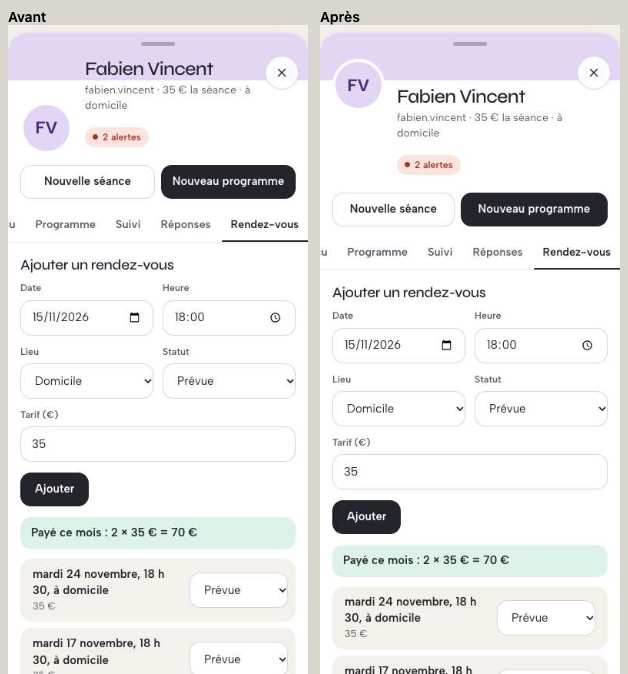 Avant
Fabien Vincent
fabien.vincent · 35 € la séance · à
domicile
FV
2 alertes
Nouvelle séance
Nouveau programme
u
Programme
Suivi
Réponses
Rendez-vous
Ajouter un rendez-vous
Date
Heure
15/11/2026
18:00
Lieu
Statut
Domicile
Prévue
Tarif (€)
35
Ajouter
Payé ce mois : 2 × 35 € = 70 €
mardi 24 novembre, 18 h
30, à domicile
35 €
Prévue
mardi 17 novembre, 18 h
30, à domicile
35 €
Prévue
Après
FV
Fabien Vincent
fabien.vincent · 35 € la séance · à
domicile
2 alertes
Nouvelle séance
Nouveau programme
u
Programme
Suivi
Réponses
Rendez-vous
Ajouter un rendez-vous
Date
Heure
15/11/2026
18:00
Lieu
Statut
Domicile
Prévue
Tarif (€)
35
Ajouter
Payé ce mois : 2 × 35 € = 70 €
mardi 24 novembre, 18 h
30, à domicile
35 €
Prévue
mardi 17 novembre, 18 h